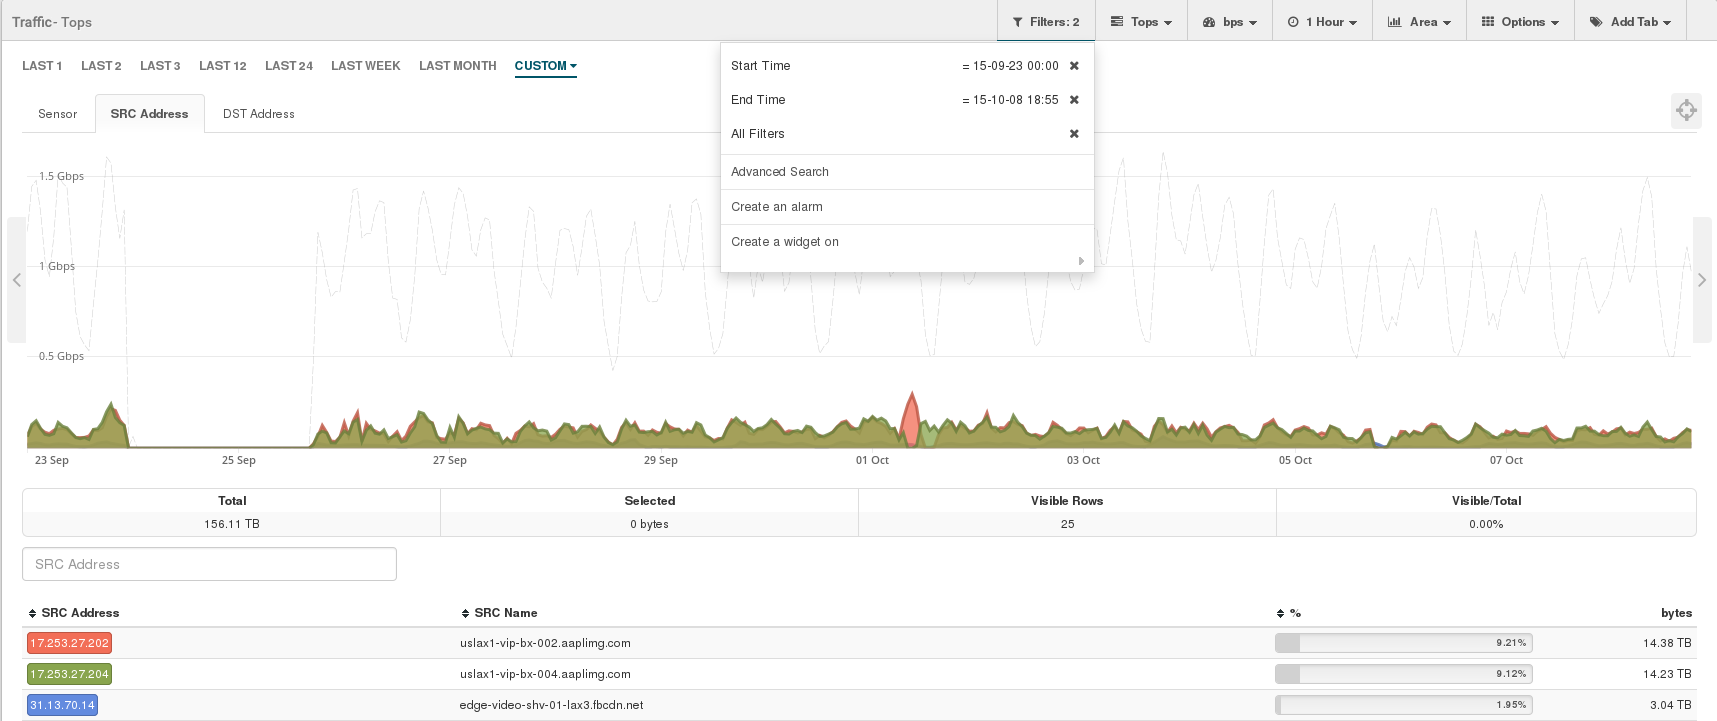 Traffic- Tops
Filters: 2
Tops
bps
1 Hour
Area
Options
Add Tab
LAST 1 LAST 2 LAST 3 LAST 12 LAST 24 LAST WEEK LAST MONTH CUSTOM
Start Time = 15-09-23 00:00
End Time = 15-10-08 18:55
All Filters
Advanced Search
Create an alarm
Create a widget on
Sensor SRC Address DST Address
1.5 Gbps
1 Gbps
0.5 Gbps
23 Sep 25 Sep 27 Sep 29 Sep 01 Oct 03 Oct 05 Oct 07 Oct
Total Selected Visible Rows Visible/Total
156.11 TB 0 bytes 25 0.00%
SRC Address
SRC Address SRC Name % bytes
17.253.27.202 uslax1-vip-bx-002.aaplimg.com 9.21% 14.38 TB
17.253.27.204 uslax1-vip-bx-004.aaplimg.com 9.12% 14.23 TB
31.13.70.14 edge-video-shv-01-lax3.fbcdn.net 1.95% 3.04 TB